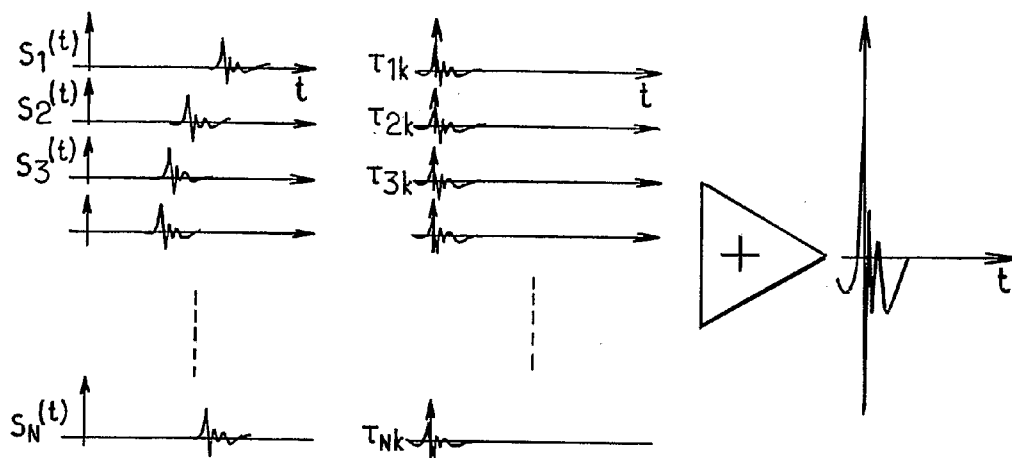 S1(t)
t
S2(t)
S3(t)
SN(t)
τ1k
t
τ2k
τ3k
τNk
+
t